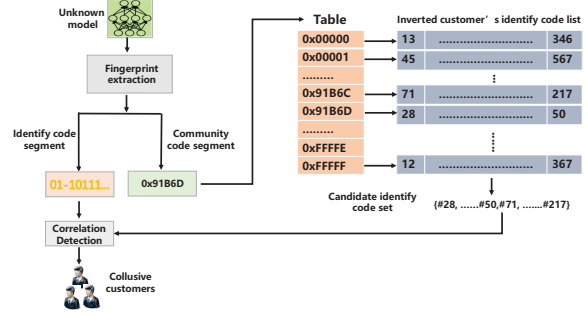 Unknown
model
Fingerprint
extraction
Identify code
segment
Community
code segment
01-10111...
0x91B6D
Correlation
Detection
Collusive
customers
Table
0x00000
0x00001
.........
0x91B6C
0x91B6D
.........
0xFFFFE
0xFFFFF
Inverted customer's identify code list
13 ........................ 346
45 ........................ 567
71 ........................ 217
28 ........................ 50
12 ........................ 367
Candidate identify
code set
{#28, ......#50,#71, .......#217}